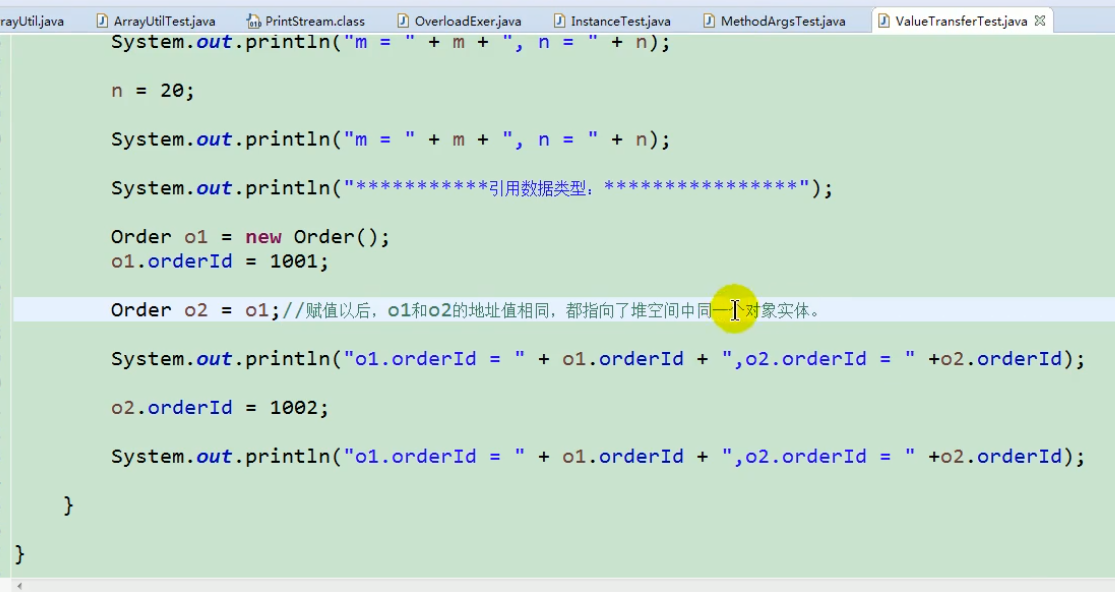 rayUtil.java ArrayUtilTest.java PrintStream.class OverloadExer.java InstanceTest.java MethodArgsTest.java ValueTransferTest.java
System.out.println("m = " + m + ", n = " + n);
n = 20;
System.out.println("m = " + m + ", n = " + n);
System.out.println("***********引用数据类型：****************");
Order o1 = new Order();
o1.orderId = 1001;
Order o2 = o1;//赋值以后，o1和o2的地址值相同，都指向了堆空间中同一个对象实体。
System.out.println("o1.orderId = " + o1.orderId + ",o2.orderId = " +o2.orderId);
o2.orderId = 1002;
System.out.println("o1.orderId = " + o1.orderId + ",o2.orderId = " +o2.orderId);
}
}